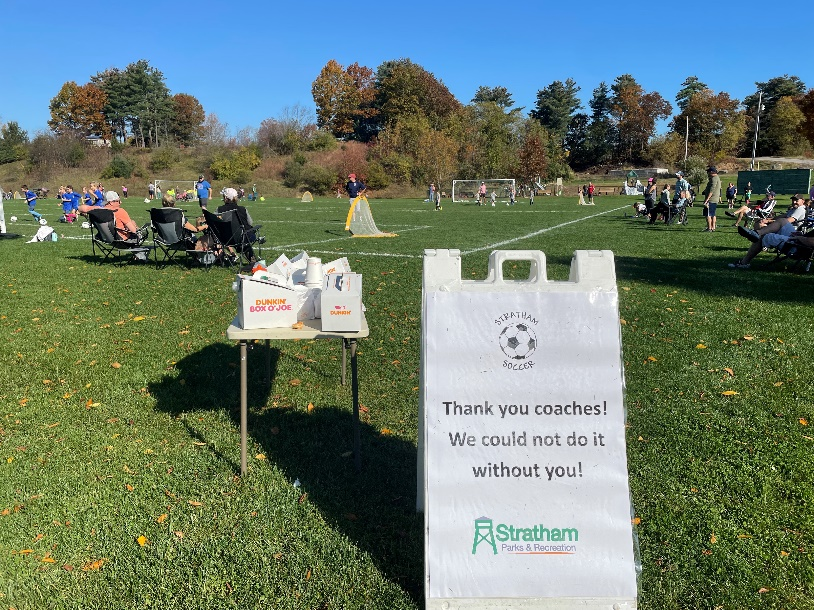 DUNKIN'
BOX O' JOE
DUNKIN'
STRATHAM
SOCCER
Thank you coaches!
We could not do it
without you!
Stratham
Parks & Recreation